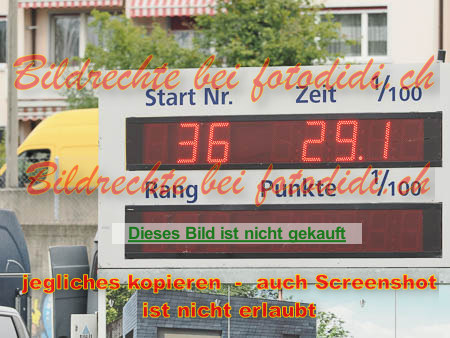 Bildrechte bei fotodidi.ch
Start Nr. Zeit 1/100
36 29.1
Bildrechte bei fotodidi.ch
Rang Punkte 1/100
Dieses Bild ist nicht gekauft
jegliches kopieren - auch Screenshot
ist nicht erlaubt